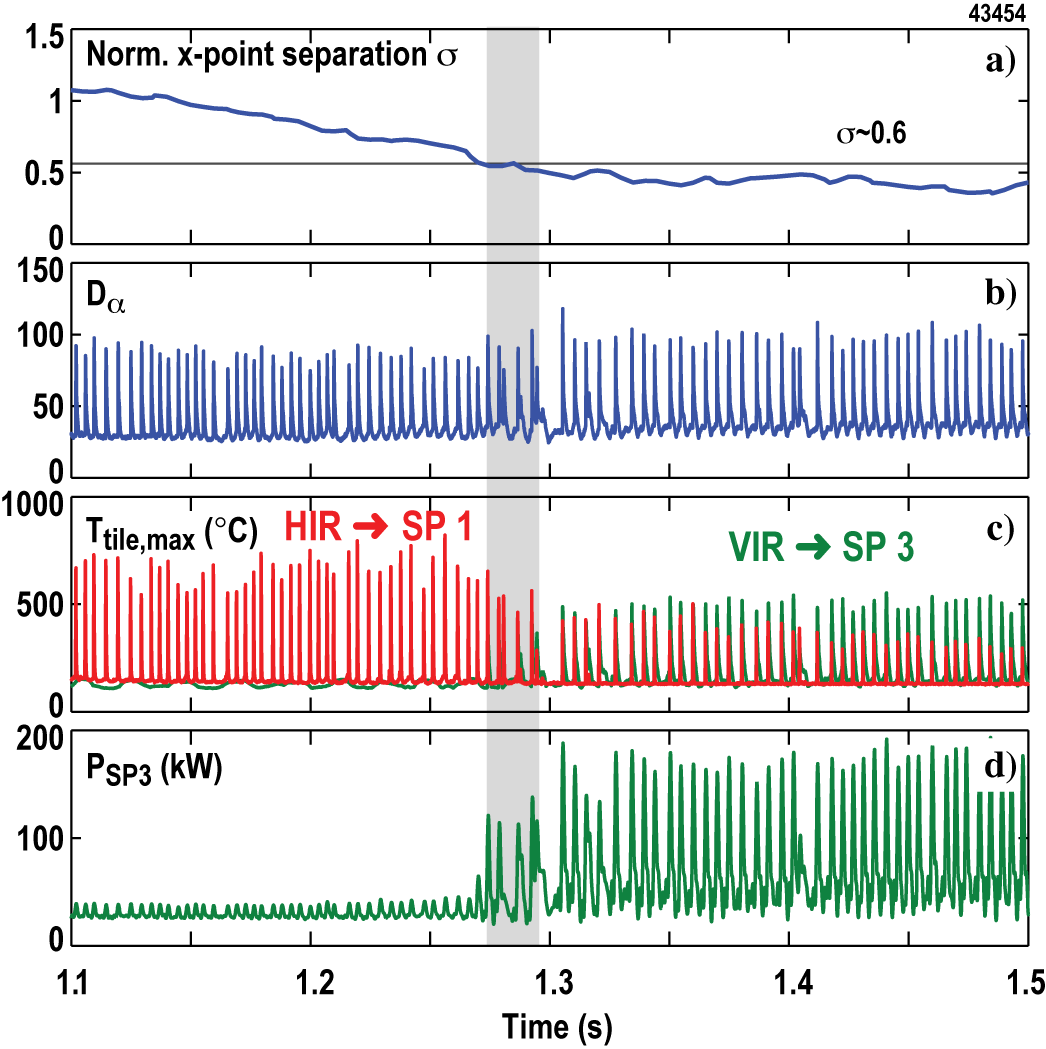 43454
1.5
Norm. x-point separation σ
a)
1
σ~0.6
0.5
0
150
Dα
b)
100
50
0
1000
Ttile,max (°C)
HIR → SP 1
c)
VIR → SP 3
500
0
200
PSP3 (kW)
d)
100
0
1.1 1.2 1.3 1.4 1.5
Time (s)